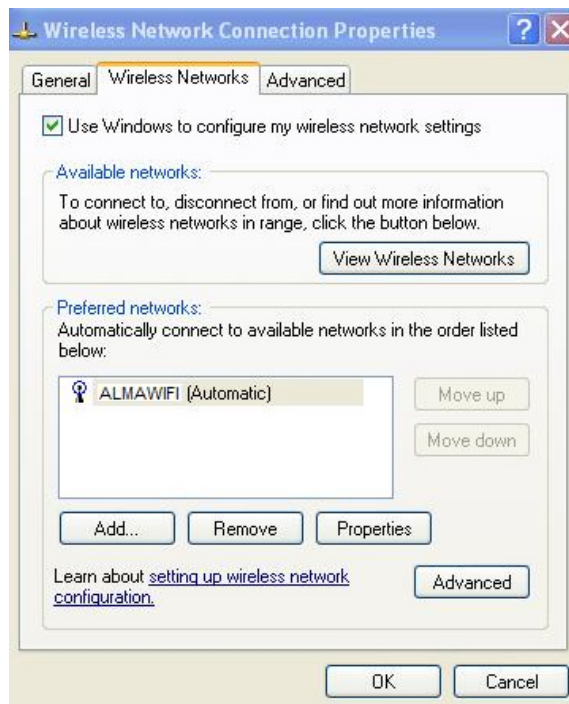 Wireless Network Connection Properties
?
X
General
Wireless Networks
Advanced
Use Windows to configure my wireless network settings
Available networks:
To connect to, disconnect from, or find out more information
about wireless networks in range, click the button below.
View Wireless Networks
Preferred networks:
Automatically connect to available networks in the order listed
below:
ALMAWIFI (Automatic)
Move up
Move down
Add...
Remove
Properties
Learn about setting up wireless network
configuration.
Advanced
OK
Cancel